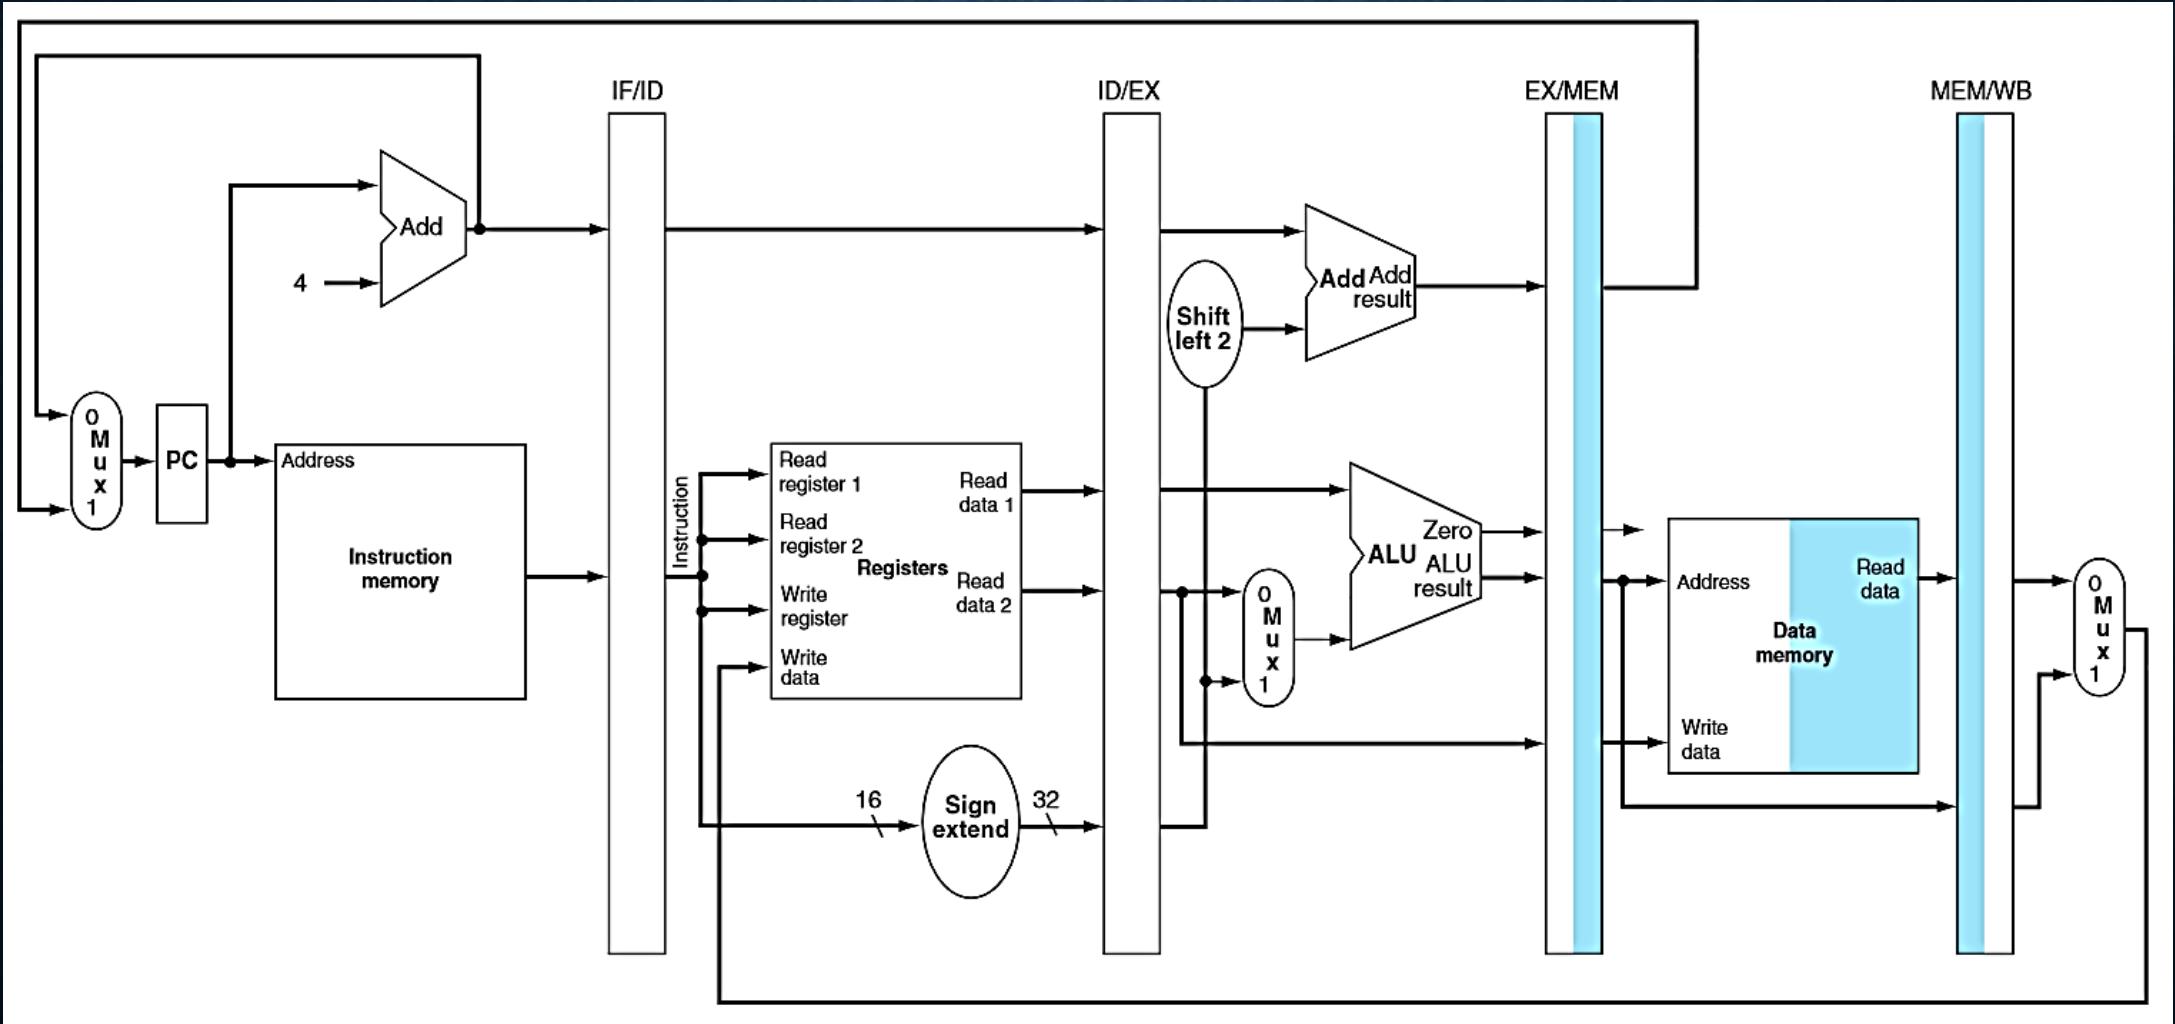 IF/ID
ID/EX
EX/MEM
MEM/WB
Add
4
Add Add
result
Shift
left 2
0
M
u
x
1
PC
Address
Instruction
memory
Instruction
Read
register 1
Read
register 2
Registers
Write
register
Write
data
Read
data 1
Read
data 2
16
Sign
extend
32
0
M
u
x
1
Zero
ALU
ALU
result
Address
Read
data
Data
memory
Write
data
0
M
u
x
1